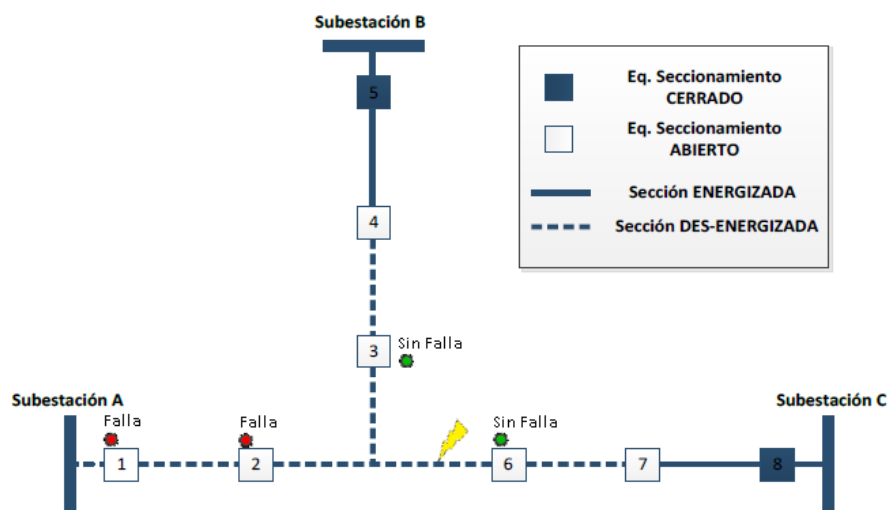 Subestación B
5
Eq. Seccionamiento
CERRADO
Eq. Seccionamiento
ABIERTO
Sección ENERGIZADA
Sección DES-ENERGIZADA
4
3
Sin Falla
Subestación A
Falla
Falla
Sin Falla
Subestación C
1
2
6
7
8